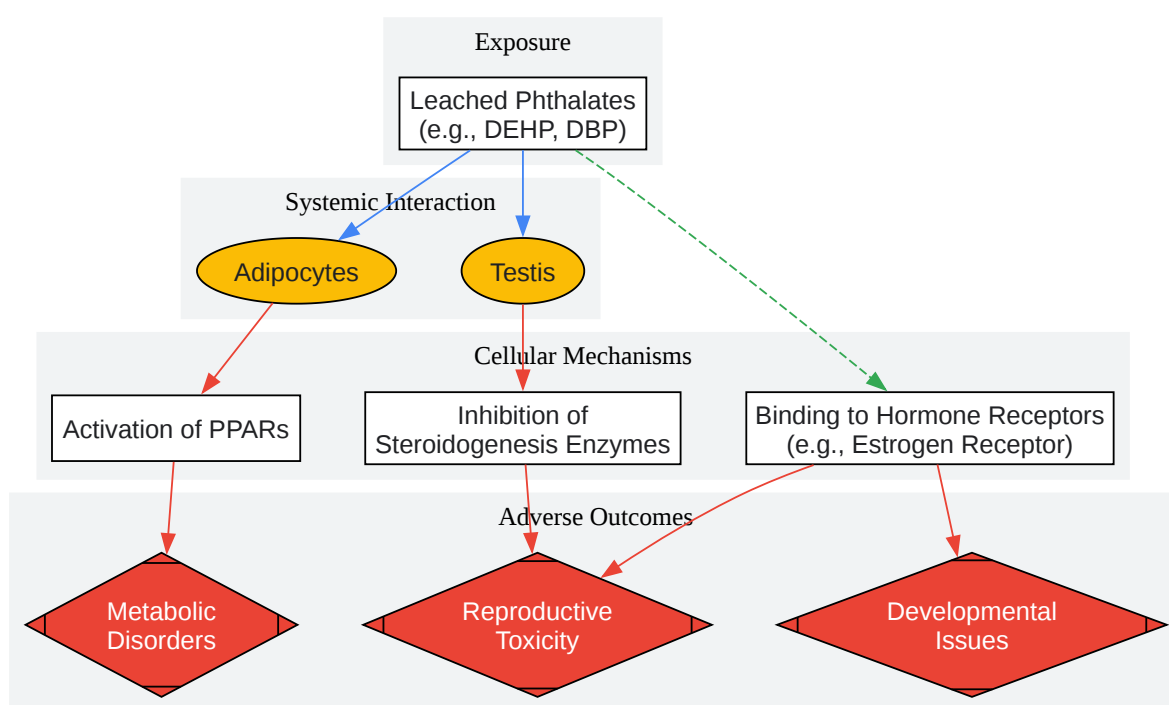 Exposure
Leached Phthalates
(e.g., DEHP, DBP)
Systemic Interaction
Adipocytes
Testis
Cellular Mechanisms
Activation of PPARs
Inhibition of
Steroidogenesis Enzymes
Binding to Hormone Receptors
(e.g., Estrogen Receptor)
Adverse Outcomes
Metabolic
Disorders
Reproductive
Toxicity
Developmental
Issues